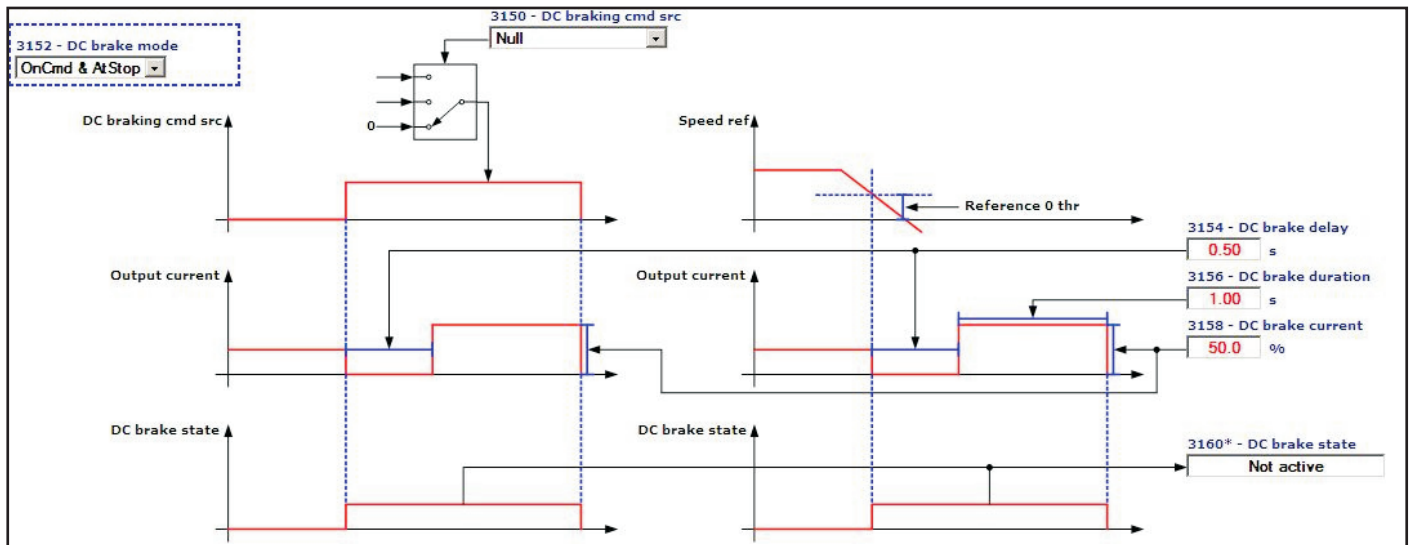 3150 - DC braking cmd src
Null
3152 - DC brake mode
OnCmd & AtStop
DC braking cmd src
0
Speed ref
Reference 0 thr
3154 - DC brake delay
0.50 s
Output current
Output current
3156 - DC brake duration
1.00 s
3158 - DC brake current
50.0 %
DC brake state
DC brake state
3160* - DC brake state
Not active